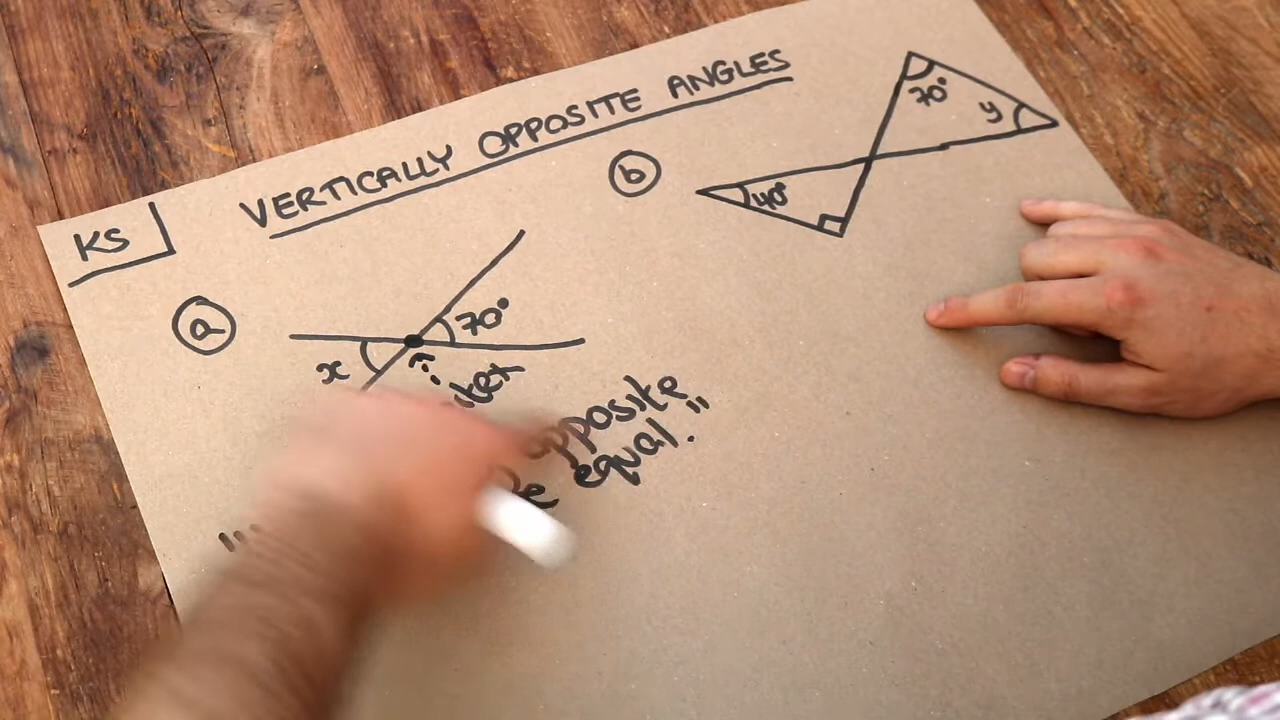 VERTICALLY OPPOSITE ANGLES
KS
a
70°
x
opposite
equal."
b
70°
y
40°